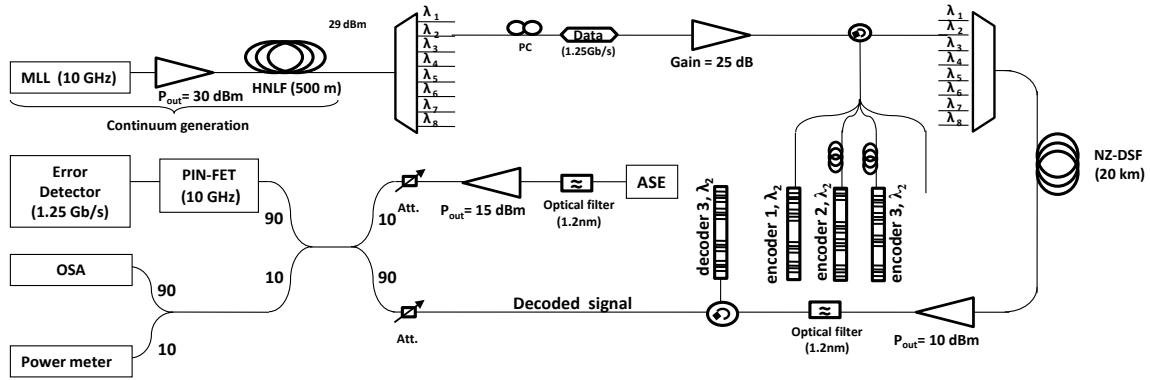 29 dBm
λ1
λ2
λ3
λ4
λ5
λ6
λ7
λ8
PC
Data
(1.25Gb/s)
Gain = 25 dB
λ1
λ2
λ3
λ4
λ5
λ6
λ7
λ8
MLL (10 GHz)
Pout= 30 dBm
HNLF (500 m)
Continuum generation
NZ-DSF
(20 km)
Error
Detector
(1.25 Gb/s)
PIN-FET
(10 GHz)
90
10
Att.
Pout= 15 dBm
Optical filter
(1.2nm)
ASE
decoder 3, λ2
encoder 1, λ2
encoder 2, λ2
encoder 3, λ2
OSA
90
10
10
90
Att.
Decoded signal
Optical filter
(1.2nm)
Pout= 10 dBm
Power meter